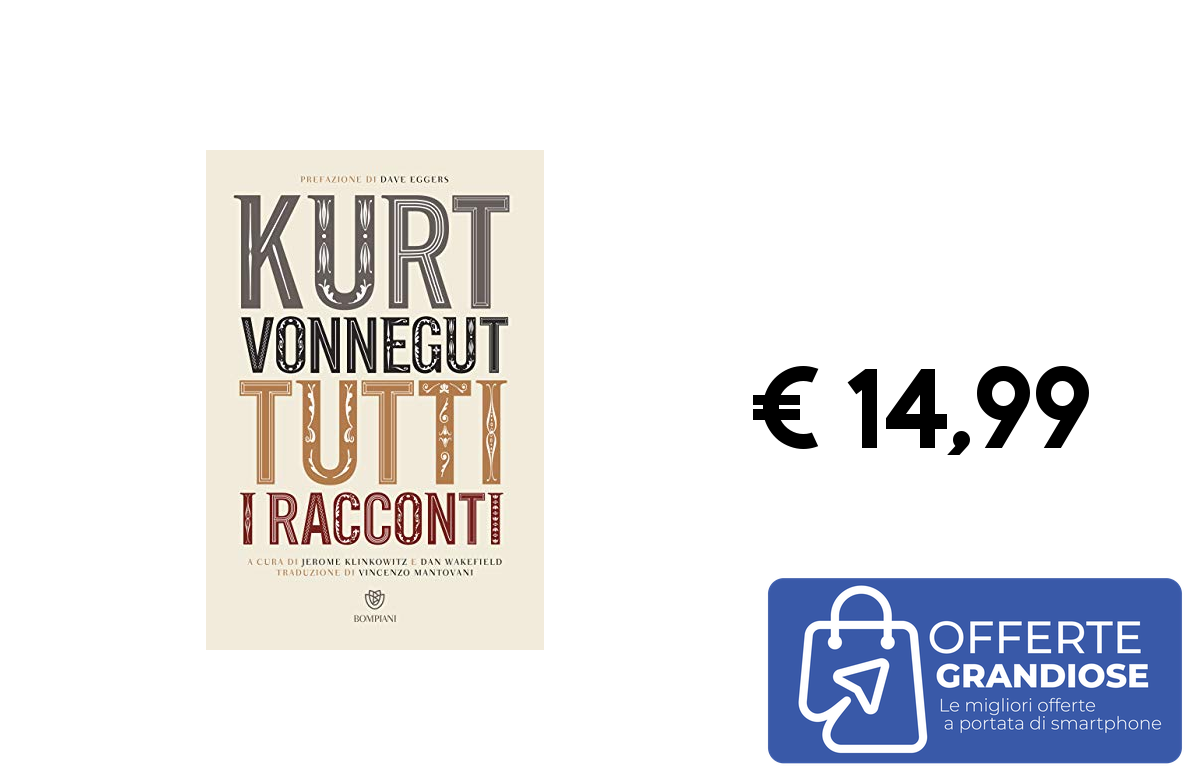 PREFAZIONE DI DAVE EGGERS
KURT
VONNEGUT
TUTTI
I RACCONTI
A CURA DI JEROME KLINKOWITZ E DAN WAKEFIELD
TRADUZIONE DI VINCENZO MANTOVANI
BOMPIANI
€ 14,99
OFFERTE
GRANDIOSE
Le migliori offerte
a portata di smartphone